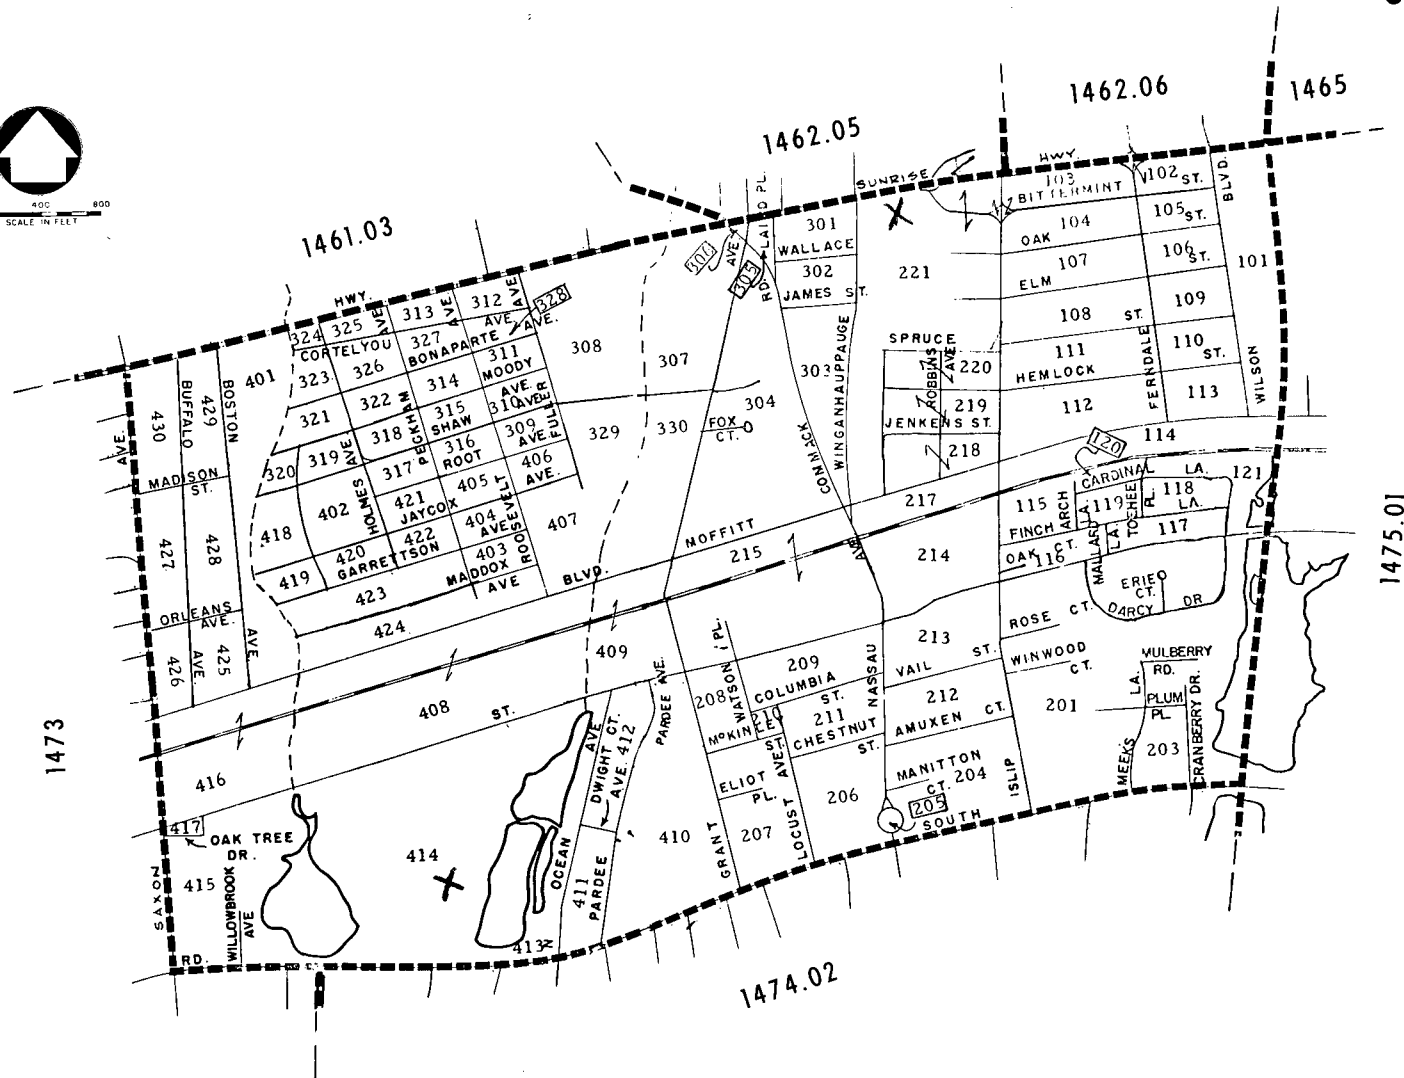 1465
1462.06
1462.05
400 800
SCALE IN FEET
1461.03
HWY.
SUNRISE
HWY.
103
BITTERMINT
102 ST.
BLVD.
RD. LAIRD PL.
301
WALLACE
302
JAMES ST.
306
AVE
305
221
104
OAK
105 ST.
107
ELM
106 ST.
101
108 ST.
109
111
HEMLOCK
110 ST.
112
FERNDALE
113
WILSON
324
325
AVE
313
AVE
312
AVE
AVE
AVE.
328
CORTELYOU
327
BONAPARTE
308
307
323
326
311
MOODY
AVE.
322
314
310 AVE
FULLER
321
PECKHAM
315
SHAW
309
AVE.
318
316
ROOT
406
AVE.
320
319
AVE.
317
405
329
330
FOX
CT.
304
303
COMMACK
WINGANHAUPPAUGE
SPRUCE
ROBBINS
AVE
220
219
JENKENS ST.
218
401
BOSTON
429
BUFFALO
430
AVE.
MADISON
ST.
402
HOLMES
421
JAYCOX
404
AVE
ROOSEVELT
407
418
420
422
GARRETTSON
403
MADDOX
AVE
419
423
424
427
428
ORLEANS
AVE.
AVE
426
AVE.
425
MOFFITT
BLVD.
215
217
214
AVE
114
120
CARDINAL LA.
121
115
FINCH
LARCH
119
MALLARD
LA.
TOEHEE
PL.
118
LA.
117
OAK CT.
116
ERIE
CT.
DARCY DR
1475.01
409
408
ST.
PARDEE AVE.
208
WATSON PL.
209
COLUMBIA
ST.
NASSAU
213
VAIL ST.
ROSE CT.
WINWOOD
CT.
MULBERRY
RD.
210
McKINLEY
ST.
211
CHESTNUT
ST.
212
AMUXEN CT.
201
LA.
PLUM
PL.
MEEKS
203
CRANBERRY DR.
1473
416
417
OAK TREE
DR.
415
WILLOWBROOK
AVE
SAXON
RD.
414
OCEAN
AVE
DWIGHT CT.
AVE. 412
411
PARDEE
413
410
GRANT
ELIOT
PL.
207
LOCUST AVE
206
MANITTON
CT.
204
205
SOUTH
ISLIP
1474.02